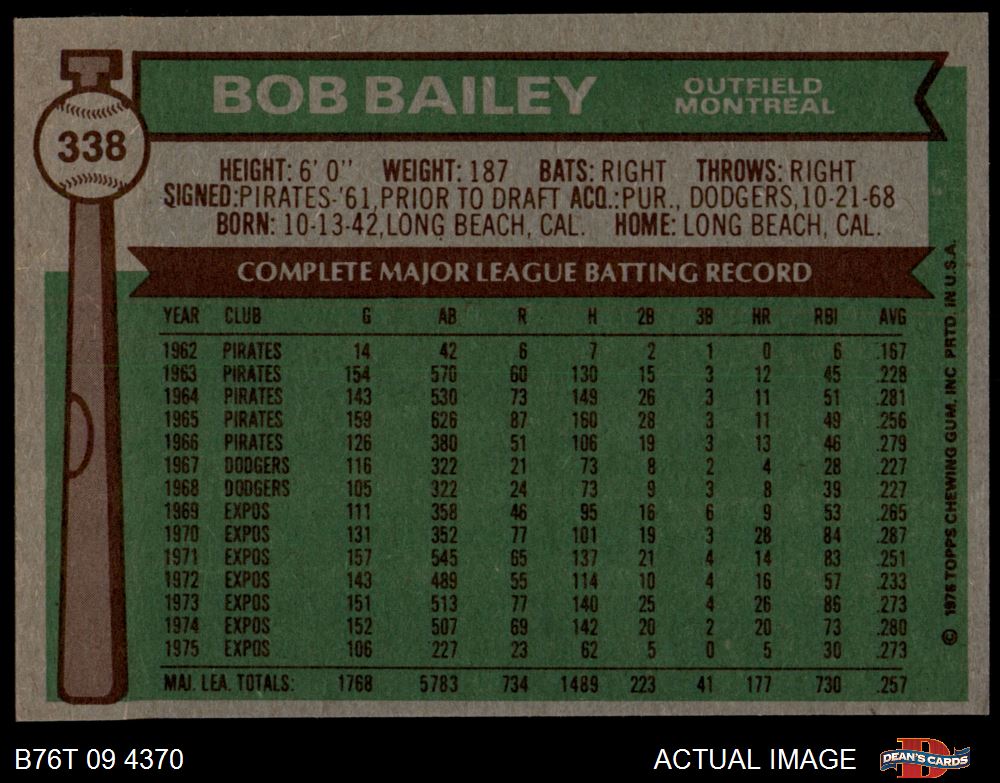 338
BOB BAILEY
OUTFIELD
MONTREAL
HEIGHT: 6' 0" WEIGHT: 187 BATS: RIGHT THROWS: RIGHT
SIGNED:PIRATES-'61,PRIOR TO DRAFT ACQ.:PUR., DODGERS,10-21-68
BORN: 10-13-42,LONG BEACH, CAL. HOME: LONG BEACH, CAL.
COMPLETE MAJOR LEAGUE BATTING RECORD
YEAR CLUB G AB R H 2B 3B HR RBI AVG
1962 PIRATES 14 42 6 7 2 1 0 6 .167
1963 PIRATES 154 570 60 130 15 3 12 45 .228
1964 PIRATES 143 530 73 149 26 3 11 51 .281
1965 PIRATES 159 626 87 160 28 3 11 49 .256
1966 PIRATES 126 380 51 106 19 3 13 46 .279
1967 DODGERS 116 322 21 73 8 2 4 28 .227
1968 DODGERS 105 322 24 73 9 3 8 39 .227
1969 EXPOS 111 358 46 95 16 6 9 53 .265
1970 EXPOS 131 352 77 101 19 3 28 84 .287
1971 EXPOS 157 545 65 137 21 4 14 83 .251
1972 EXPOS 143 489 55 114 10 4 16 57 .233
1973 EXPOS 151 513 77 140 25 4 26 86 .273
1974 EXPOS 152 507 69 142 20 2 20 73 .280
1975 EXPOS 106 227 23 62 5 0 5 30 .273
MAJ. LEA. TOTALS: 1768 5783 734 1489 223 41 177 730 .257
© 1976 TOPPS CHEWING GUM, INC PRTD. IN U.S.A.
B76T 09 4370
ACTUAL IMAGE
DEAN'S CARDS